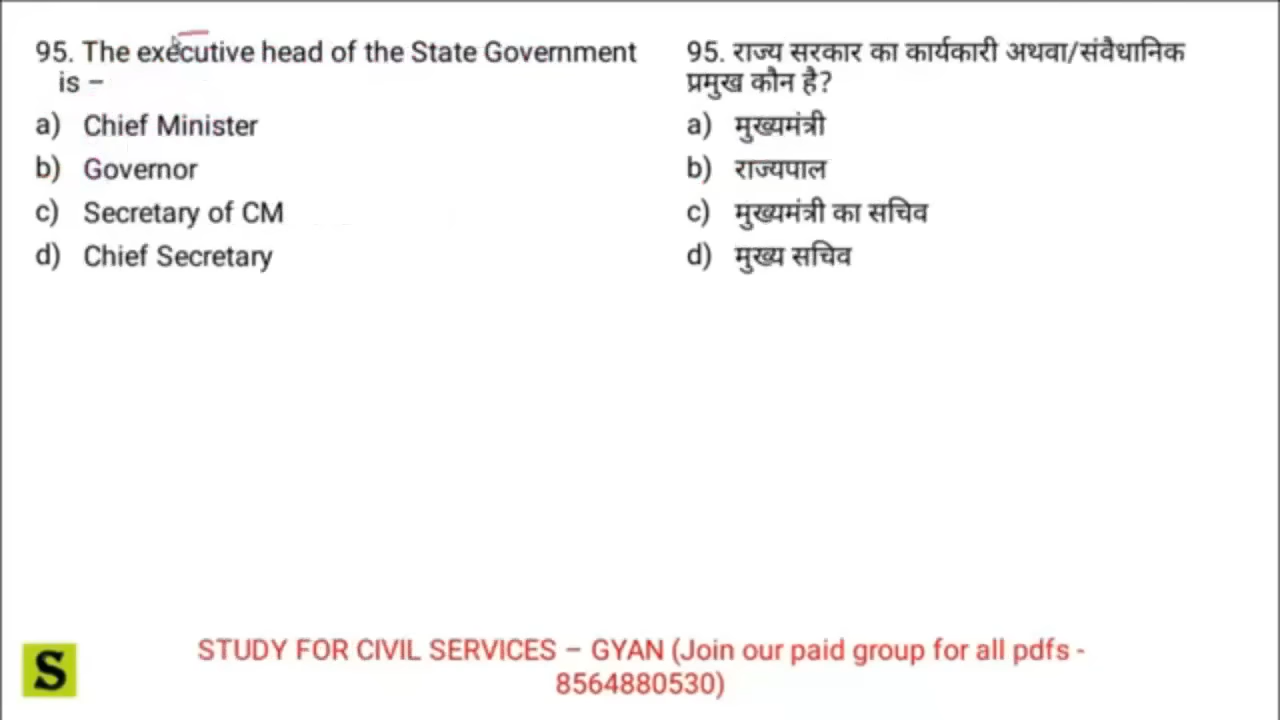 95. The executive head of the State Government
is –
a) Chief Minister
b) Governor
c) Secretary of CM
d) Chief Secretary
95. राज्य सरकार का कार्यकारी अथवा/संवैधानिक
प्रमुख कौन है?
a) मुख्यमंत्री
b) राज्यपाल
c) मुख्यमंत्री का सचिव
d) मुख्य सचिव
S
STUDY FOR CIVIL SERVICES – GYAN (Join our paid group for all pdfs -
8564880530)